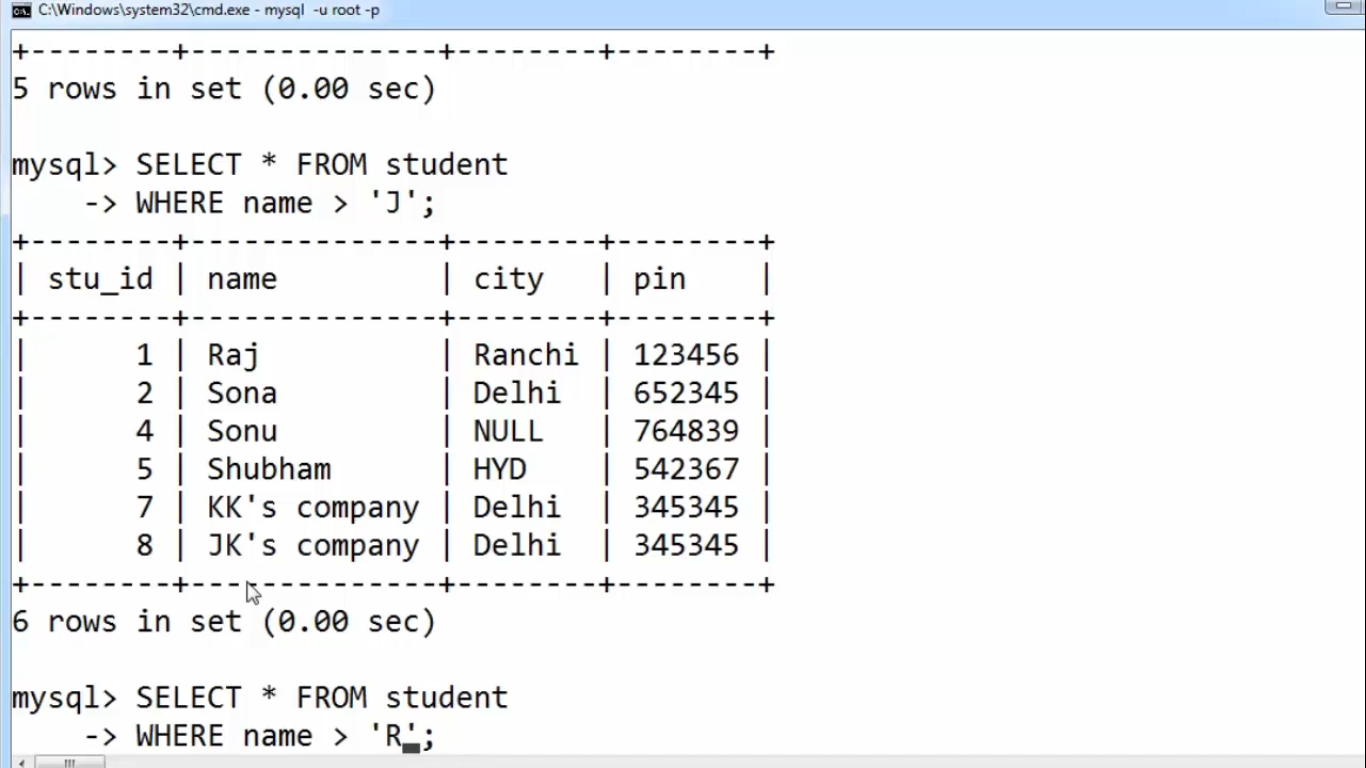 C:\Windows\system32\cmd.exe - mysql  -u root -p
+--------+--------------+--------+--------+
5 rows in set (0.00 sec)
mysql> SELECT * FROM student
    -> WHERE name > 'J';
+--------+--------------+--------+--------+
| stu_id | name         | city   | pin    |
+--------+--------------+--------+--------+
|      1 | Raj          | Ranchi | 123456 |
|      2 | Sona         | Delhi  | 652345 |
|      4 | Sonu         | NULL   | 764839 |
|      5 | Shubham      | HYD    | 542367 |
|      7 | KK's company | Delhi  | 345345 |
|      8 | JK's company | Delhi  | 345345 |
+--------+--------------+--------+--------+
6 rows in set (0.00 sec)
mysql> SELECT * FROM student
    -> WHERE name > 'R';